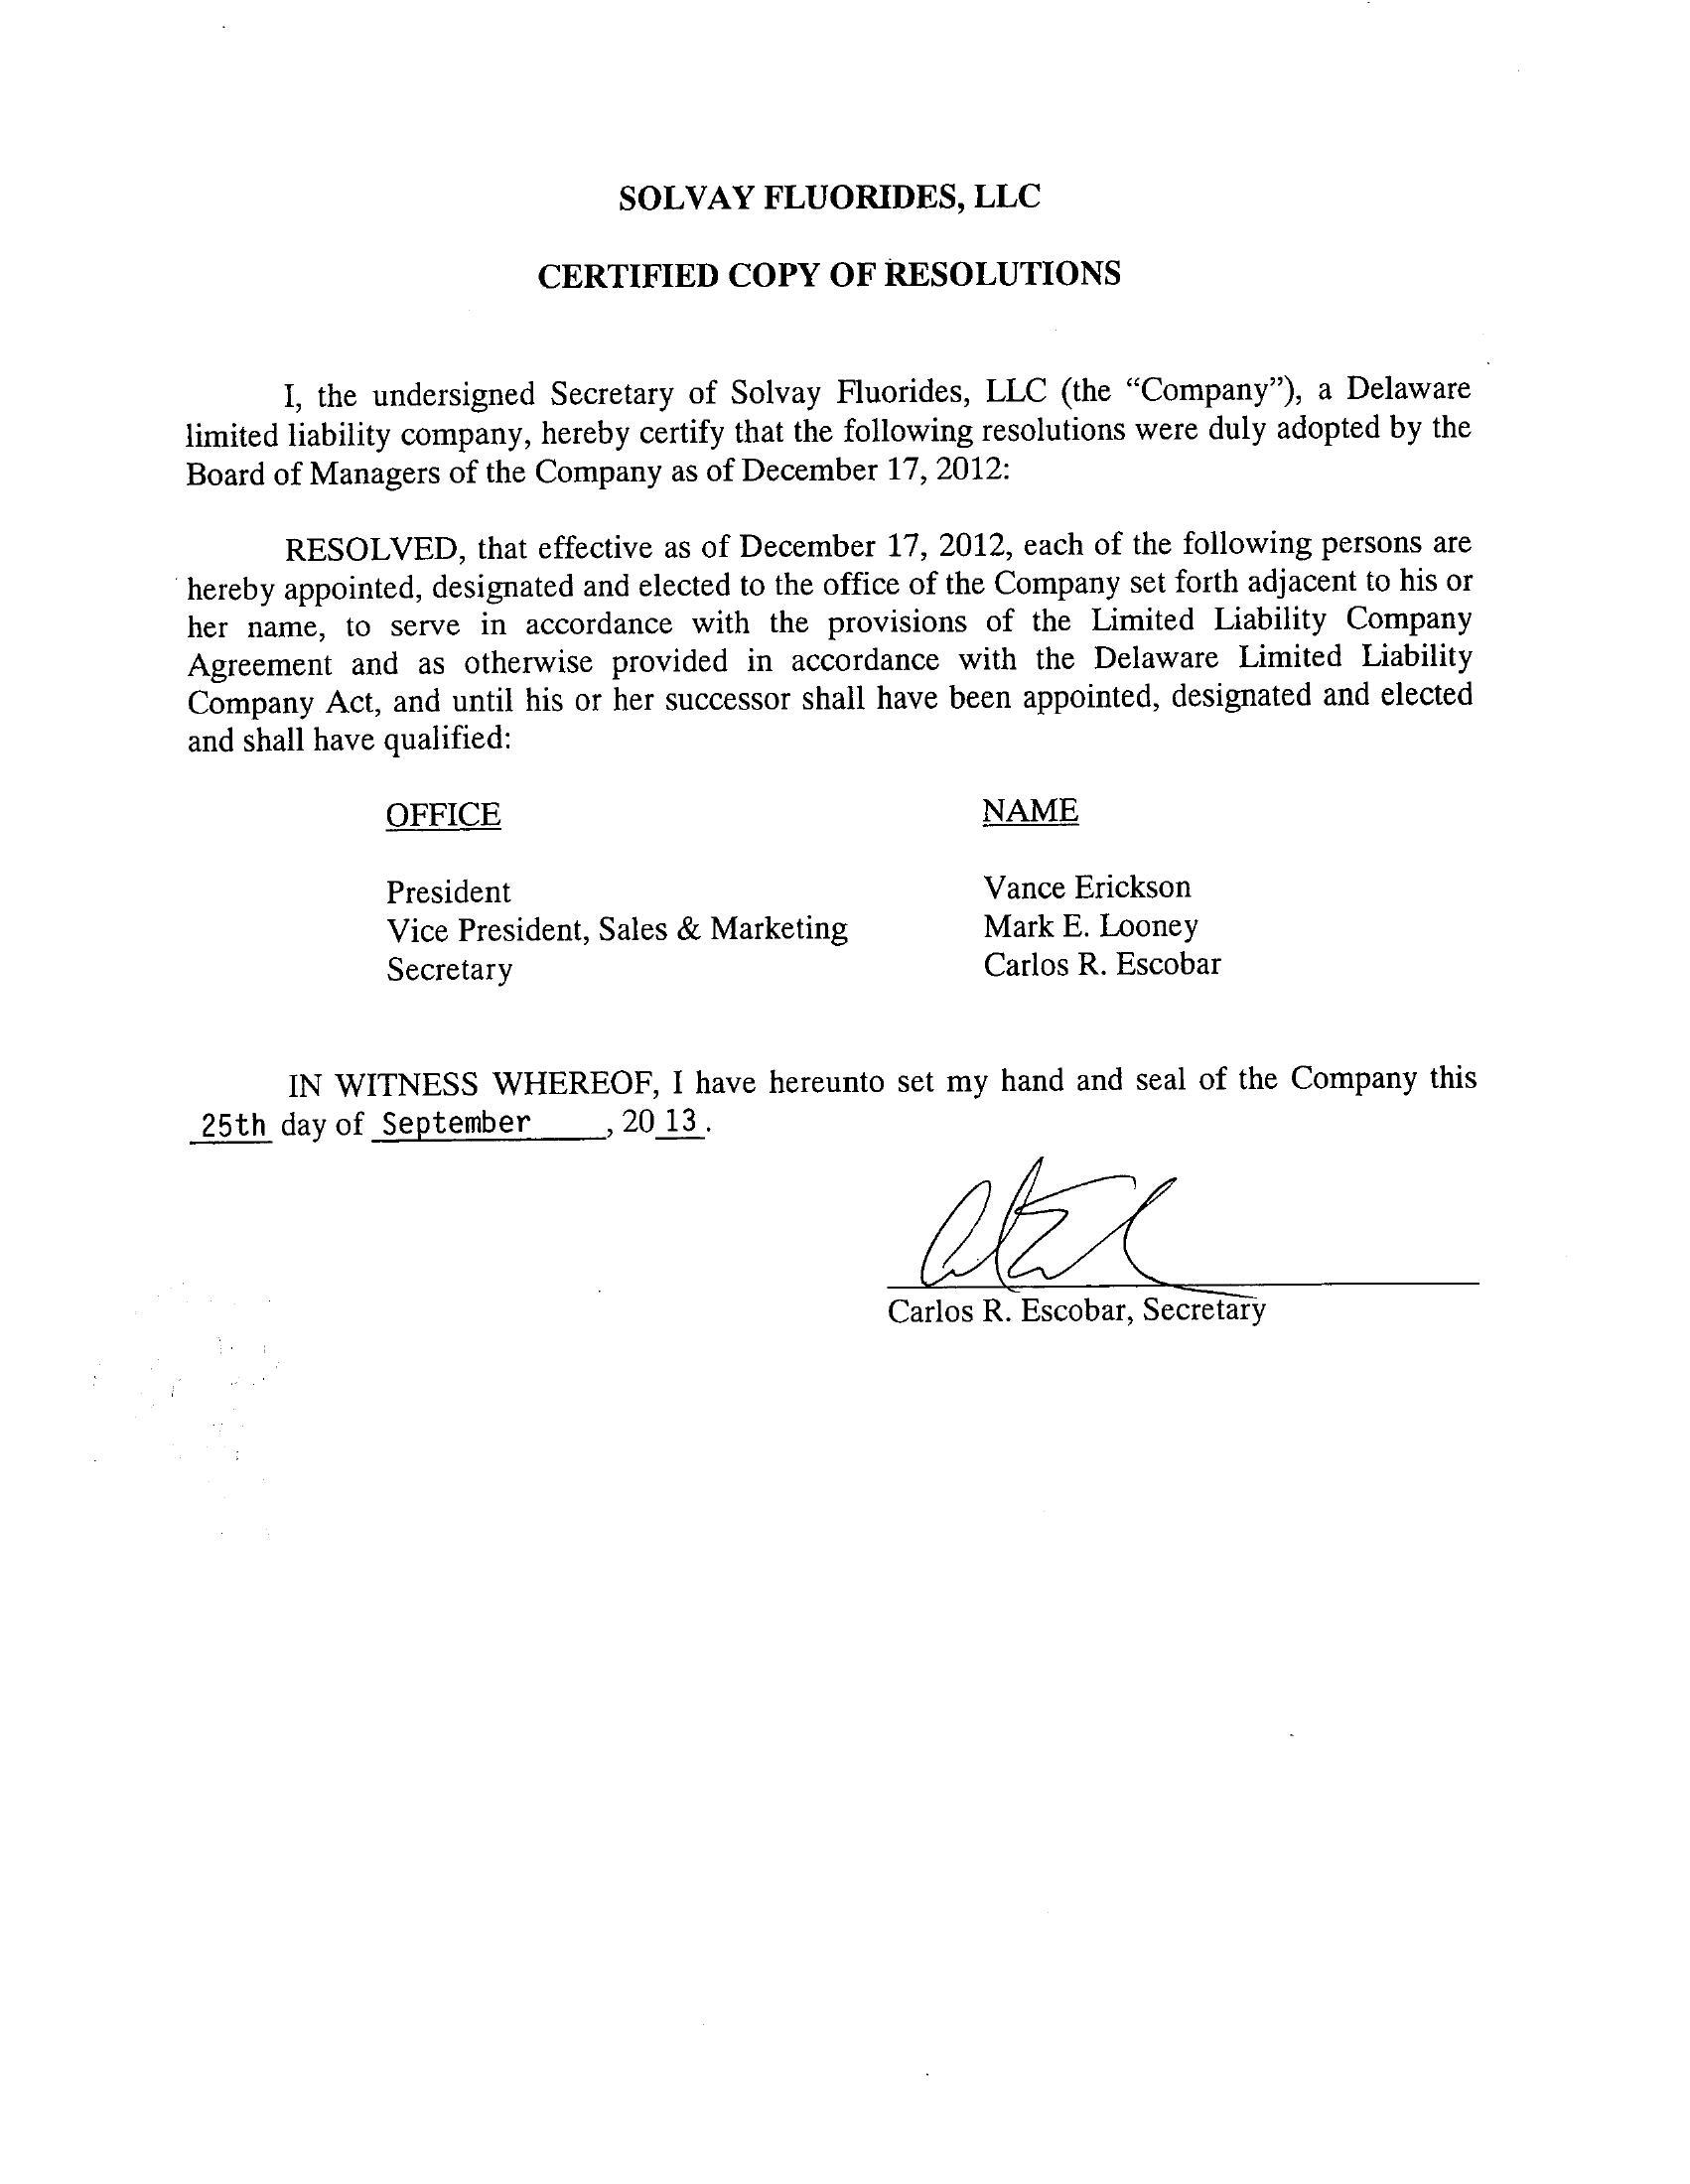 SOLVAY FLUORIDES, LLC
CERTIFIED COPY OF RESOLUTIONS
I, the undersigned Secretary of Solvay Fluorides, LLC (the “Company”), a Delaware
limited liability company, hereby certify that the following resolutions were duly adopted by the
Board of Managers of the Company as of December 17, 2012:
RESOLVED, that effective as of December 17, 2012, each of the following persons are
hereby appointed, designated and elected to the office of the Company set forth adjacent to his or
her name, to serve in accordance with the provisions of the Limited Liability Company
Agreement and as otherwise provided in accordance with the Delaware Limited Liability
Company Act, and until his or her successor shall have been appointed, designated and elected
and shall have qualified:
OFFICE NAME
President Vance Erickson
Vice President, Sales & Marketing Mark E. Looney
Secretary Carlos R. Escobar
IN WITNESS WHEREOF, I have hereunto set my hand and seal of the Company this
25th day of September , 20 13 .
Carlos R. Escobar, Secretary